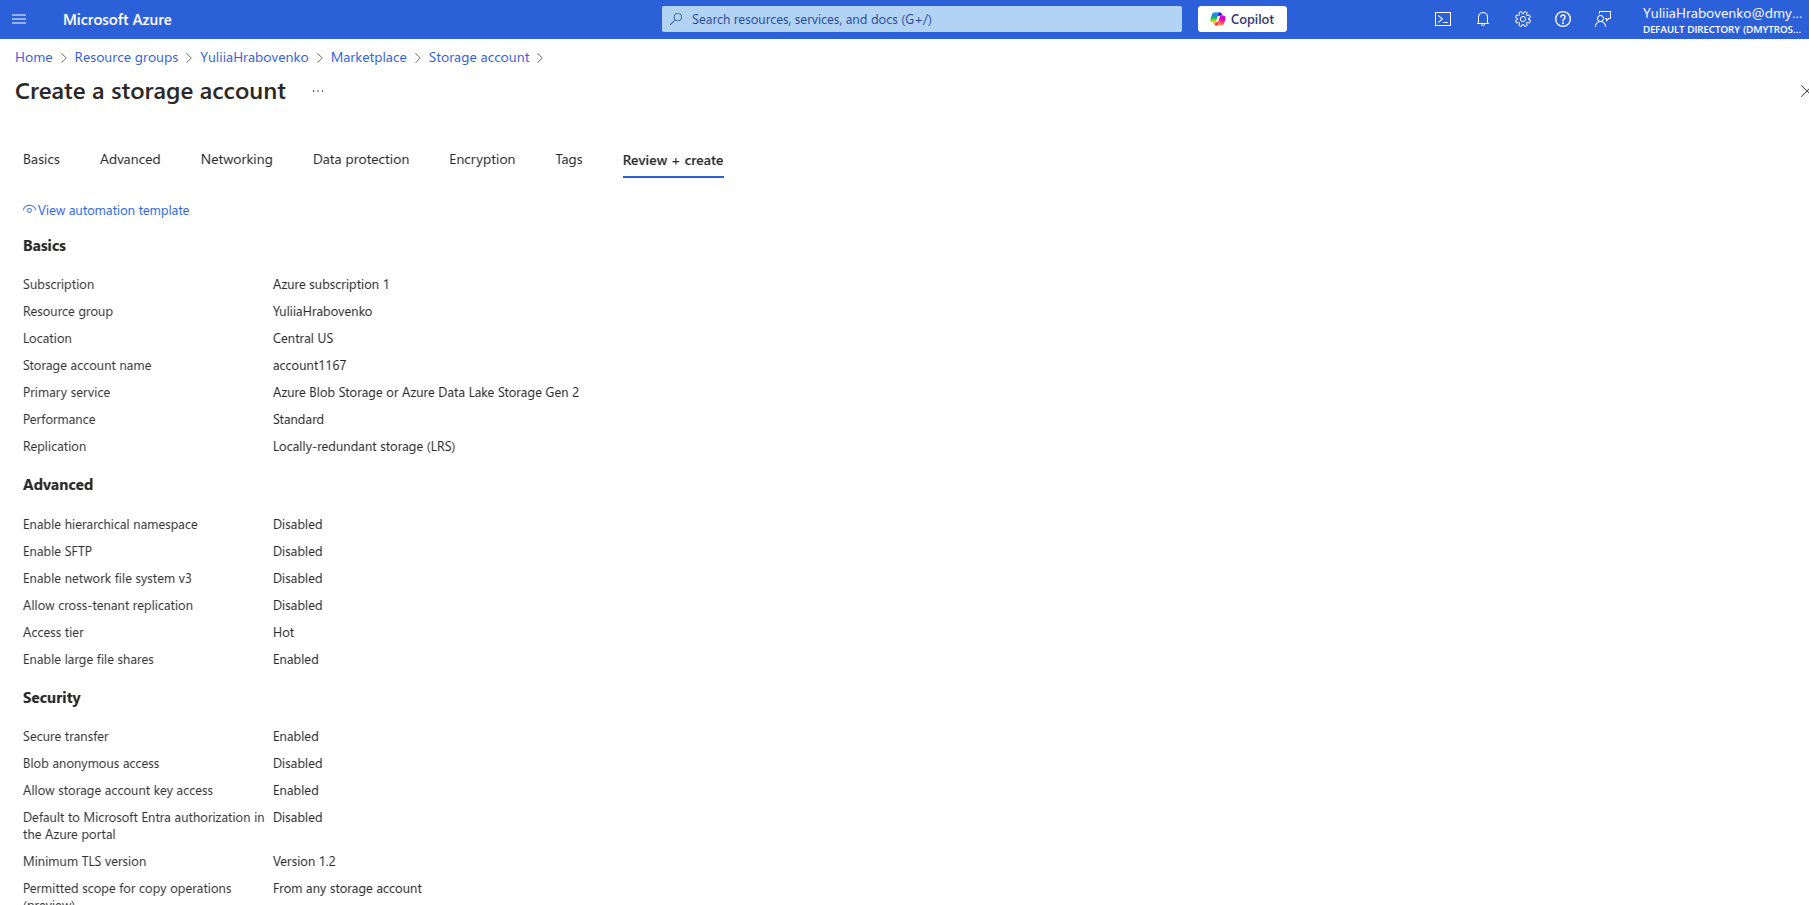 Microsoft Azure
Search resources, services, and docs (G+/)
Copilot
YuliiaHrabovenko@dmy...
DEFAULT DIRECTORY (DMYTROS...
Home > Resource groups > YuliiaHrabovenko > Marketplace > Storage account >
Create a storage account ...
Basics Advanced Networking Data protection Encryption Tags Review + create
View automation template
Basics
Subscription Azure subscription 1
Resource group YuliiaHrabovenko
Location Central US
Storage account name account1167
Primary service Azure Blob Storage or Azure Data Lake Storage Gen 2
Performance Standard
Replication Locally-redundant storage (LRS)
Advanced
Enable hierarchical namespace Disabled
Enable SFTP Disabled
Enable network file system v3 Disabled
Allow cross-tenant replication Disabled
Access tier Hot
Enable large file shares Enabled
Security
Secure transfer Enabled
Blob anonymous access Disabled
Allow storage account key access Enabled
Default to Microsoft Entra authorization in Disabled
the Azure portal
Minimum TLS version Version 1.2
Permitted scope for copy operations From any storage account
(preview)